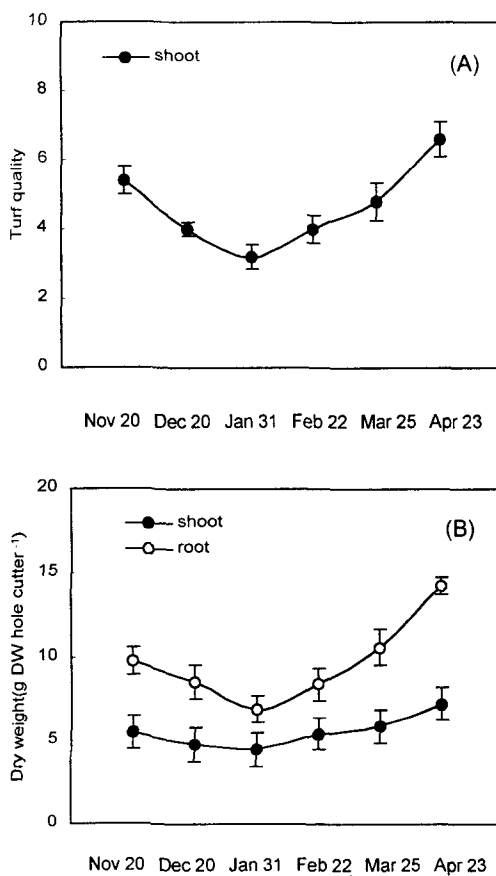 10
shoot
(A)
8
6
Turf quality
4
2
0
Nov 20 Dec 20 Jan 31 Feb 22 Mar 25 Apr 23
20
shoot
(B)
root
15
Dry weight(g DW hole cutter -1)
10
5
0
Nov 20 Dec 20 Jan 31 Feb 22 Mar 25 Apr 23